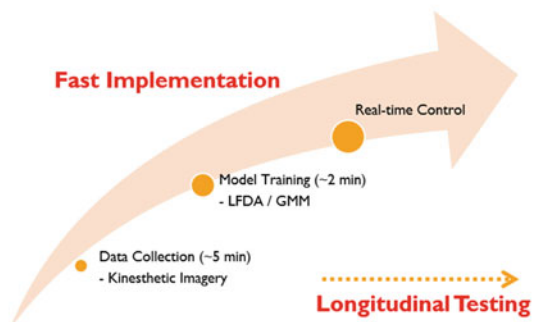 Fast Implementation
Real-time Control
Model Training (~2 min)
- LFDA / GMM
Data Collection (~5 min)
- Kinesthetic Imagery
Longitudinal Testing